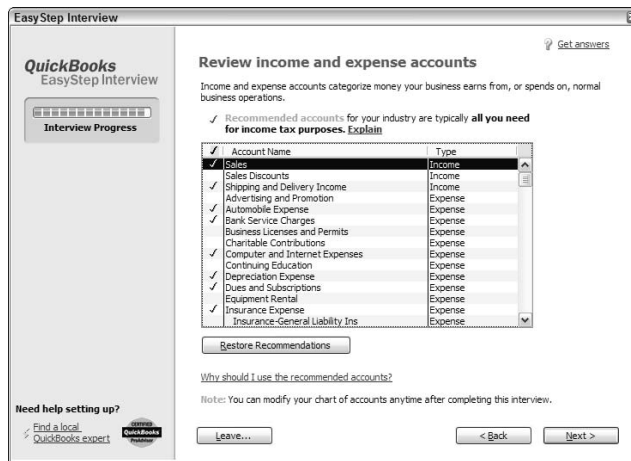 EasyStep Interview
Get answers
QuickBooks
EasyStep Interview
Interview Progress
Review income and expense accounts
Income and expense accounts categorize money your business earns from, or spends on, normal
business operations.
Recommended accounts for your industry are typically all you need
for income tax purposes. Explain
Account Name Type
Sales Income
Sales Discounts Income
Shipping and Delivery Income Income
Advertising and Promotion Expense
Automobile Expense Expense
Bank Service Charges Expense
Business Licenses and Permits Expense
Charitable Contributions Expense
Computer and Internet Expenses Expense
Continuing Education Expense
Depreciation Expense Expense
Dues and Subscriptions Expense
Equipment Rental Expense
Insurance Expense Expense
Insurance-General Liability Ins Expense
Restore Recommendations
Why should I use the recommended accounts?
Note: You can modify your chart of accounts anytime after completing this interview.
Need help setting up?
Find a local
QuickBooks expert
CERTIFIED
QuickBooks
ProAdvisor
Leave...
< Back
Next >